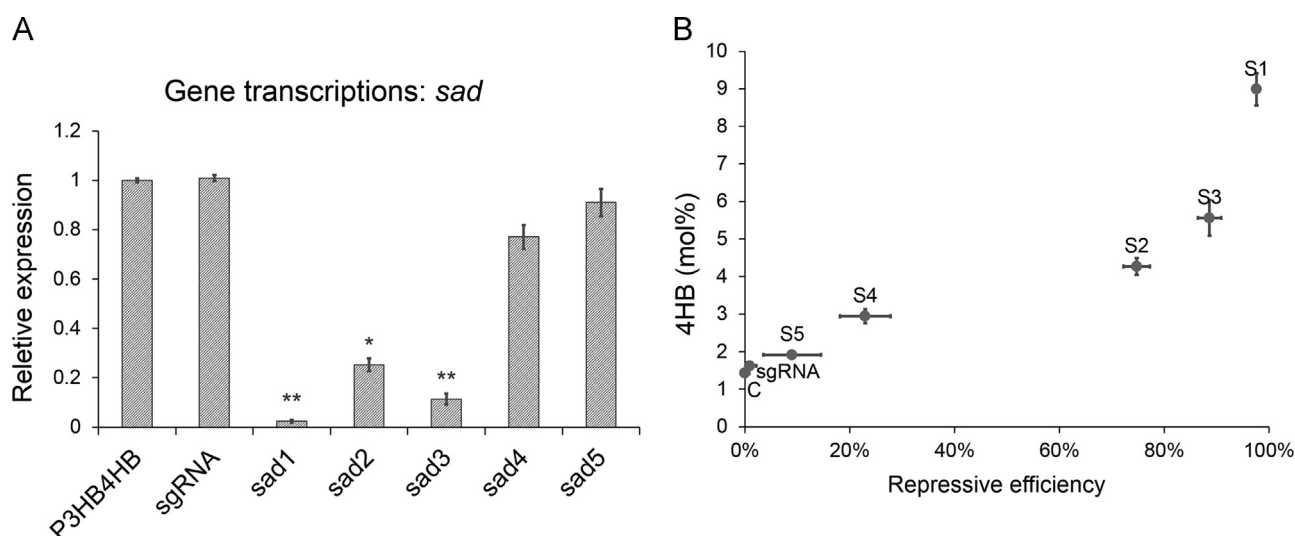 A
Gene transcriptions: sad
Reletive expression
1.2
1
0.8
0.6
0.4
0.2
0
**
*
**
P3HB4HB
sgRNA
sad1
sad2
sad3
sad4
sad5
B
4HB (mol%)
10
9
8
7
6
5
4
3
2
1
0
S1
S3
S2
S4
S5
sgRNA
C
0%
20%
40%
60%
80%
100%
Repressive efficiency